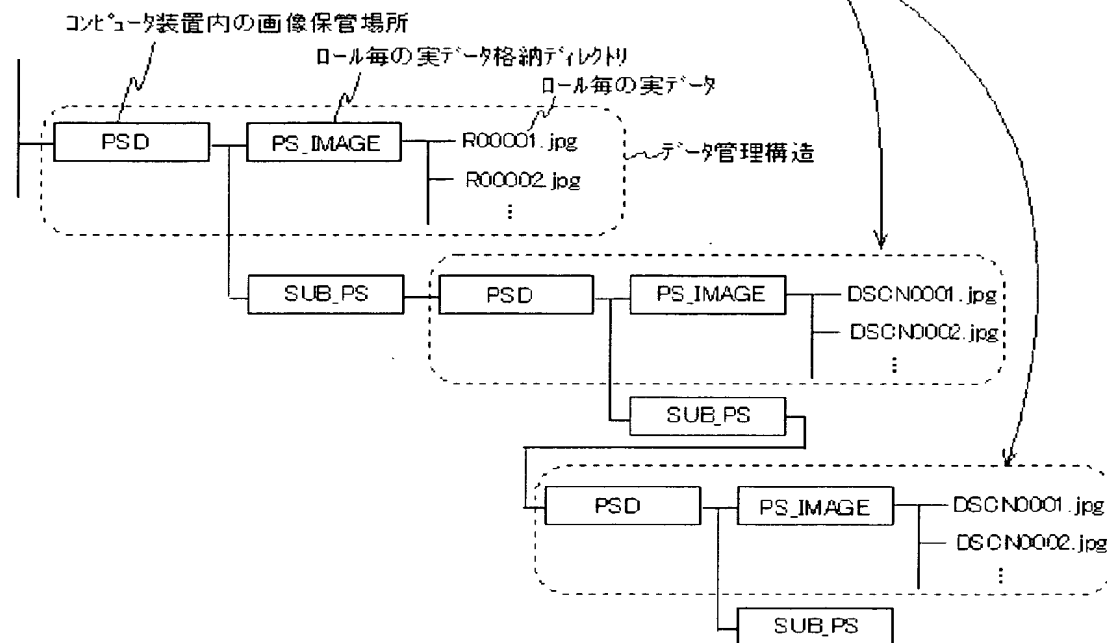 コンピュータ装置内の画像保管場所
ロール毎の実データ格納ディレクトリ
ロール毎の実データ
PSD
PS_IMAGE
R00001.jpg
データ管理構造
R00002.jpg
⋮
SUB_PS
PSD
PS_IMAGE
DSCN0001.jpg
DSCN0002.jpg
⋮
SUB_PS
PSD
PS_IMAGE
DSCN0001.jpg
DSCN0002.jpg
⋮
SUB_PS